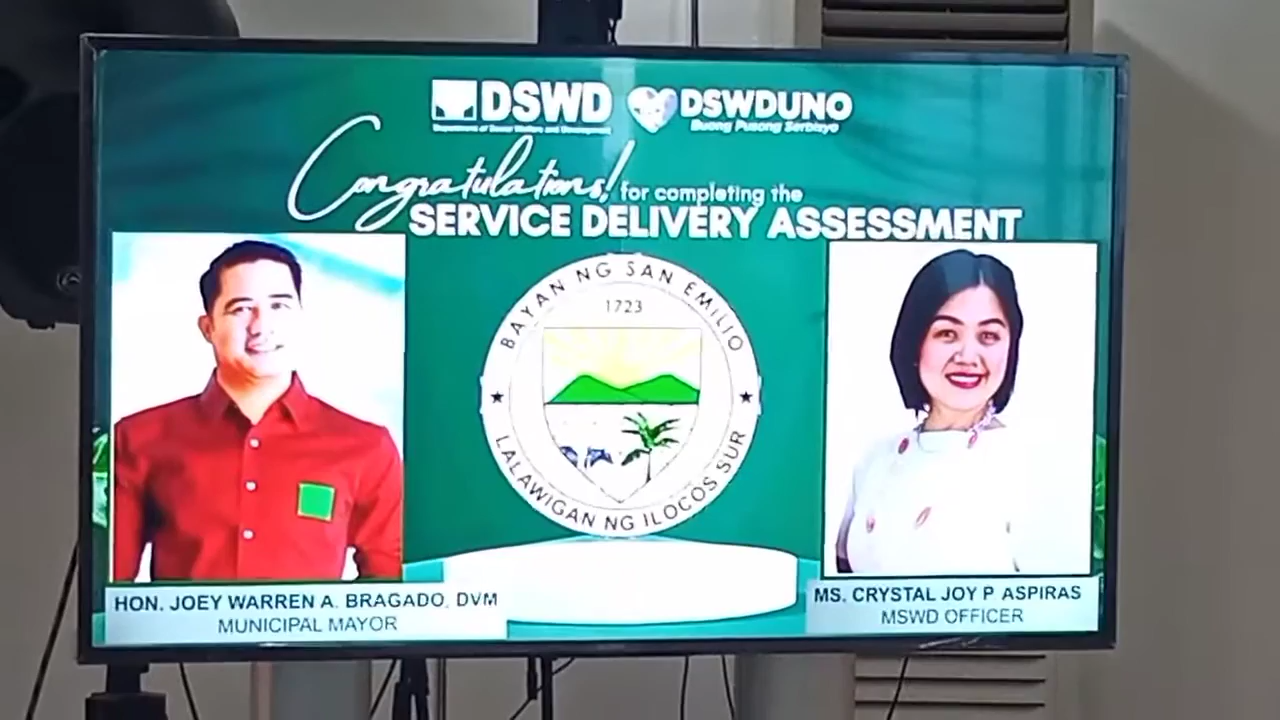 DSWD
Department of Social Welfare and Development
DSWDUNO
Buong Pusong Serbisyo
Congratulations! for completing the
SERVICE DELIVERY ASSESSMENT
BAYAN NG SAN EMILIO
1723
LALAWIGAN NG ILOCOS SUR
HON. JOEY WARREN A. BRAGADO, DVM
MUNICIPAL MAYOR
MS. CRYSTAL JOY P. ASPIRAS
MSWD OFFICER